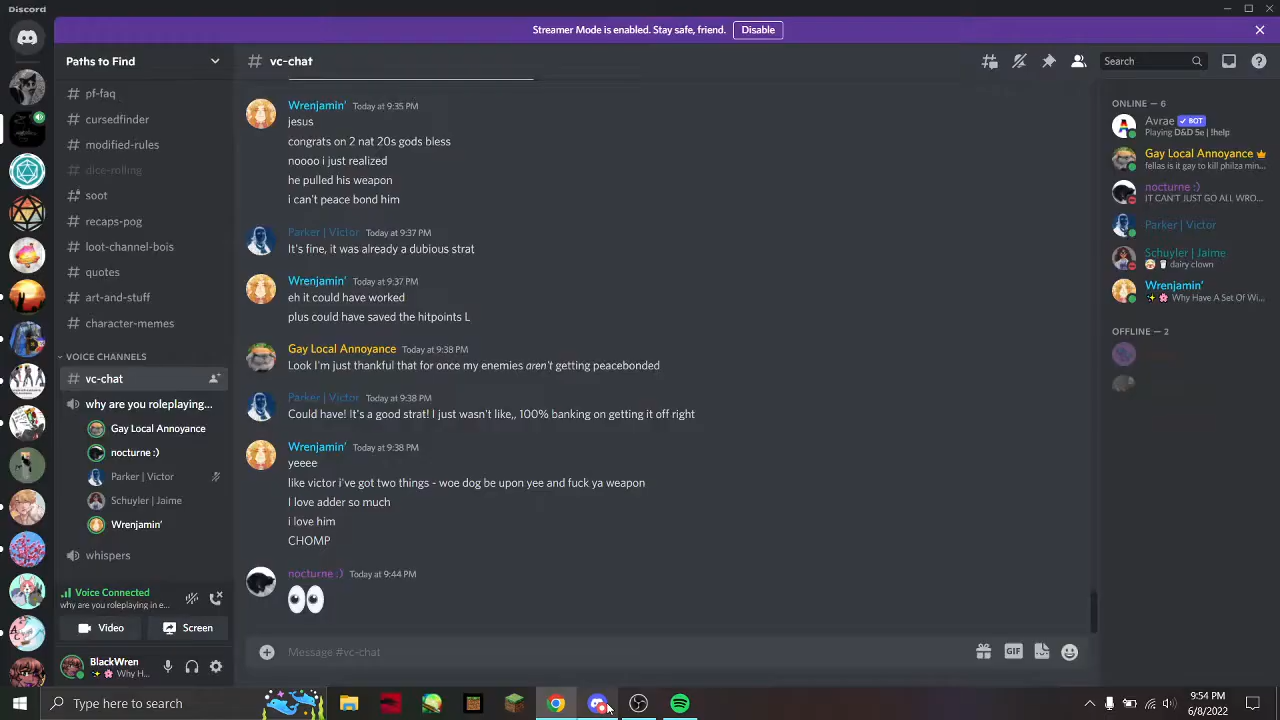 Discord
Streamer Mode is enabled. Stay safe, friend.
Disable
Paths to Find
# vc-chat
Search
# pf-faq
# cursedfinder
# modified-rules
# dice-rolling
# soot
# recaps-pog
# loot-channel-bois
# quotes
# art-and-stuff
# character-memes
VOICE CHANNELS
# vc-chat
why are you roleplaying...
Gay Local Annoyance
nocturne :)
Parker | Victor
Schuyler | Jaime
Wrenjamin'
whispers
Voice Connected
why are you roleplaying in e...
Video
Screen
BlackWren
Why H...
Wrenjamin' Today at 9:35 PM
jesus
congrats on 2 nat 20s gods bless
noooo i just realized
he pulled his weapon
i can't peace bond him
Parker | Victor Today at 9:37 PM
It's fine, it was already a dubious strat
Wrenjamin' Today at 9:37 PM
eh it could have worked
plus could have saved the hitpoints L
Gay Local Annoyance Today at 9:38 PM
Look I'm just thankful that for once my enemies aren't getting peacebonded
Parker | Victor Today at 9:38 PM
Could have! It's a good strat! I just wasn't like,, 100% banking on getting it off right
Wrenjamin' Today at 9:38 PM
yeeee
like victor i've got two things - woe dog be upon yee and fuck ya weapon
I love adder so much
i love him
CHOMP
nocturne :) Today at 9:44 PM
Message #vc-chat
GIF
ONLINE — 6
Avrae ✓ BOT
Playing D&D 5e | !help
Gay Local Annoyance
fellas is it gay to kill philza min...
nocturne :)
IT CAN'T JUST GO ALL WRO...
Parker | Victor
Schuyler | Jaime
dairy clown
Wrenjamin'
Why Have A Set Of Wi...
OFFLINE — 2
Type here to search
9:54 PM
6/8/2022